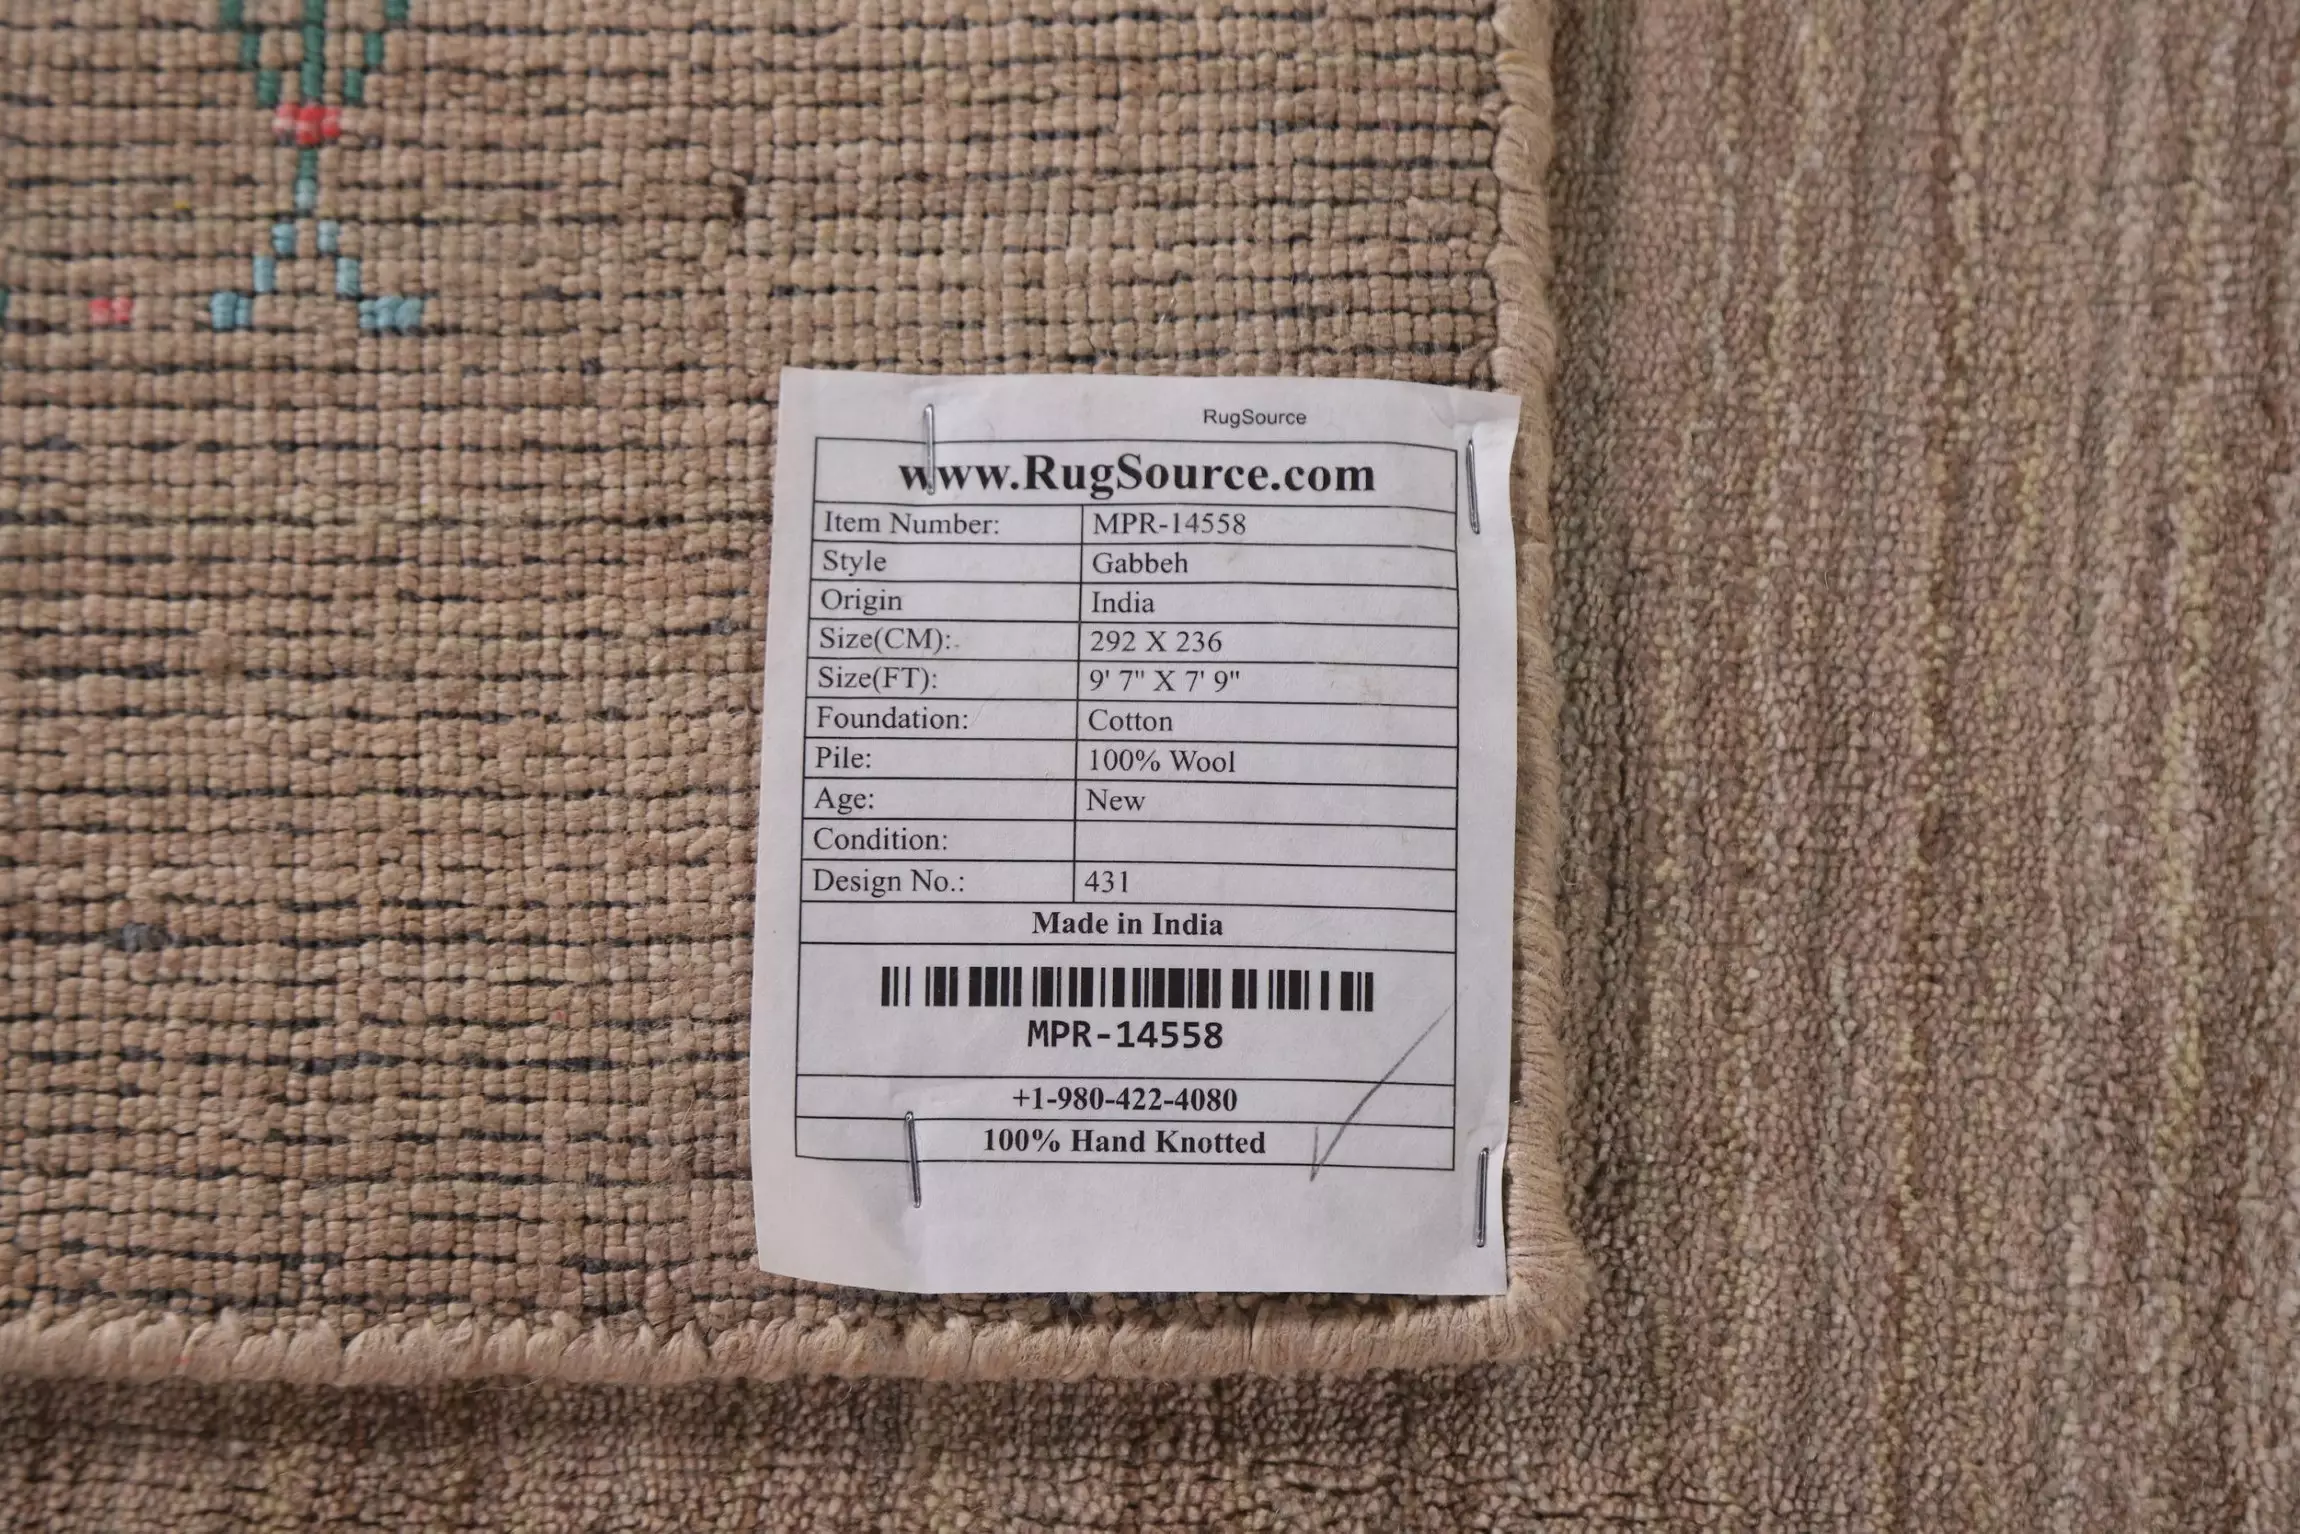 RugSource
www.RugSource.com
Item Number: MPR-14558
Style Gabbeh
Origin India
Size(CM): 292 X 236
Size(FT): 9' 7" X 7' 9"
Foundation: Cotton
Pile: 100% Wool
Age: New
Condition:
Design No.: 431
Made in India
MPR-14558
+1-980-422-4080
100% Hand Knotted